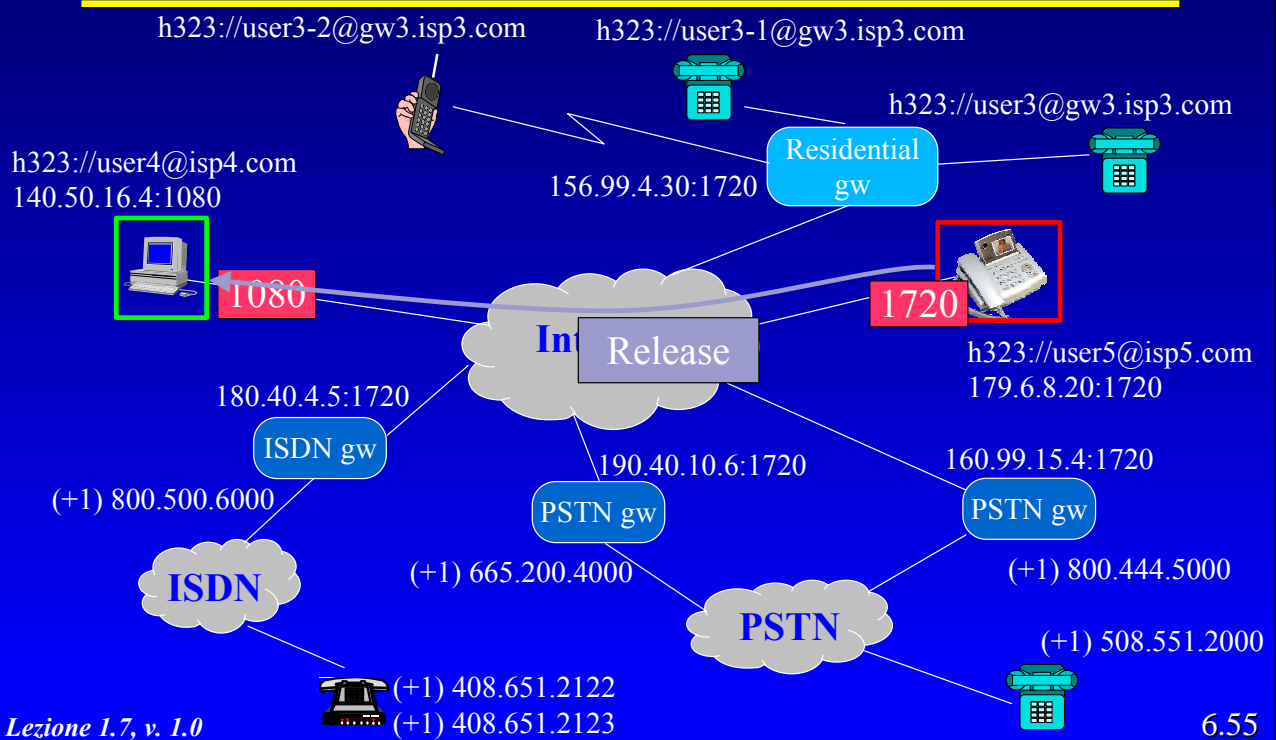 h323://user3-2@gw3.isp3.com
h323://user3-1@gw3.isp3.com
h323://user3@gw3.isp3.com
Residential
gw
156.99.4.30:1720
h323://user4@isp4.com
140.50.16.4:1080
1080
1720
Release
h323://user5@isp5.com
179.6.8.20:1720
180.40.4.5:1720
ISDN gw
190.40.10.6:1720
160.99.15.4:1720
PSTN gw
PSTN gw
(+1) 800.500.6000
(+1) 665.200.4000
(+1) 800.444.5000
ISDN
PSTN
(+1) 508.551.2000
(+1) 408.651.2122
(+1) 408.651.2123
Lezione 1.7, v. 1.0
6.55